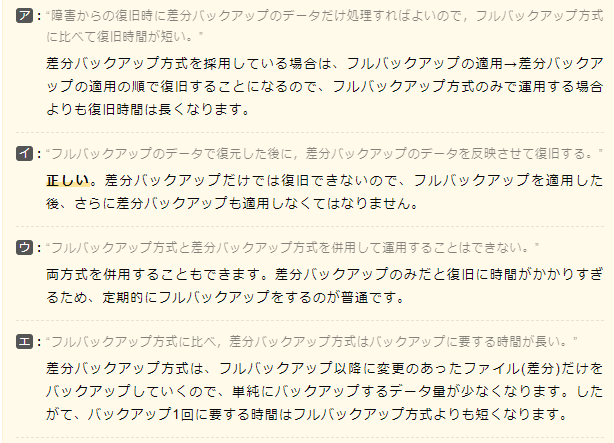 ア：“障害からの復旧時に差分バックアップのデータだけ処理すればよいので，フルバックアップ方式
に比べて復旧時間が短い。”
差分バックアップ方式を採用している場合は、フルバックアップの適用→差分バックア
ップの適用の順で復旧することになるので、フルバックアップ方式のみで運用する場合
よりも復旧時間は長くなります。
イ：“フルバックアップのデータで復元した後に，差分バックアップのデータを反映させて復旧する。”
正しい。差分バックアップだけでは復旧できないので、フルバックアップを適用した
後、さらに差分バックアップも適用しなくてはなりません。
ウ：“フルバックアップ方式と差分バックアップ方式を併用して運用することはできない。”
両方式を併用することもできます。差分バックアップのみだと復旧に時間がかかりすぎ
るため、定期的にフルバックアップをするのが普通です。
エ：“フルバックアップ方式に比べ，差分バックアップ方式はバックアップに要する時間が長い。”
差分バックアップ方式は、フルバックアップ以降に変更のあったファイル(差分)だけを
バックアップしていくので、単純にバックアップするデータ量が少なくなります。した
がて、バックアップ1回に要する時間はフルバックアップ方式よりも短くなります。